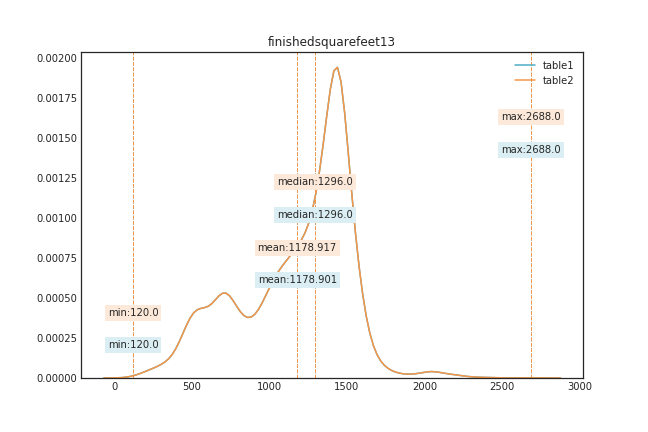 finishedsquarefeet13
0.00200
0.00175
0.00150
0.00125
0.00100
0.00075
0.00050
0.00025
0.00000
table1
table2
max:2688.0
max:2688.0
median:1296.0
median:1296.0
mean:1178.917
mean:1178.901
min:120.0
min:120.0
0 500 1000 1500 2000 2500 3000